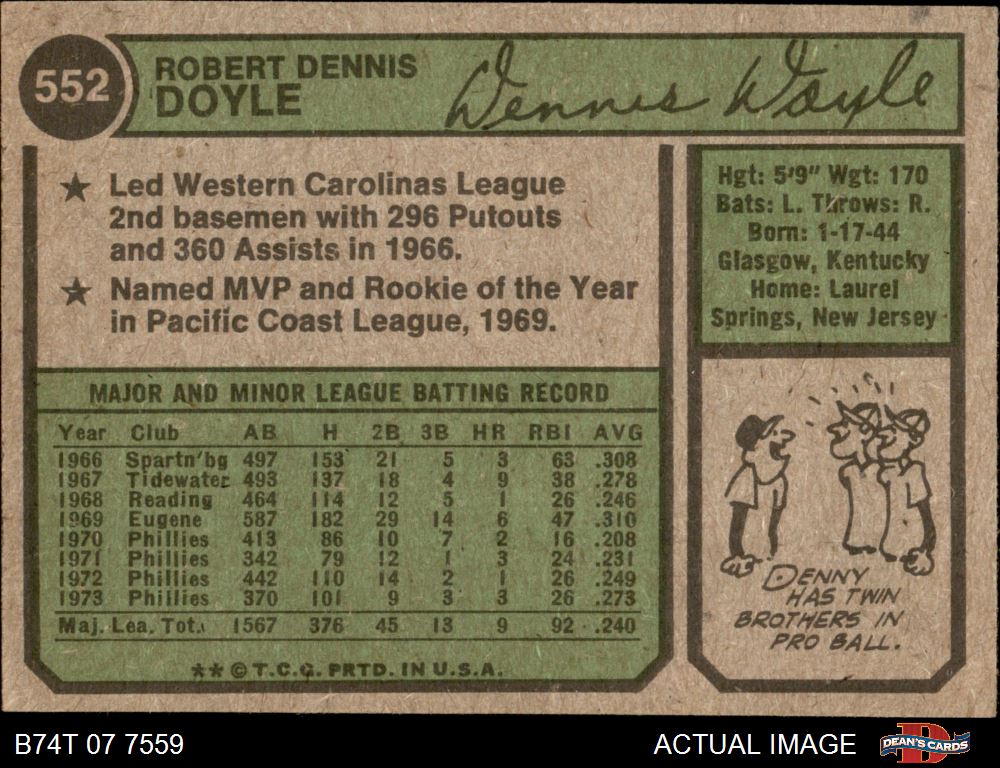 552
ROBERT DENNIS
DOYLE
Dennis Doyle
★ Led Western Carolinas League
2nd basemen with 296 Putouts
and 360 Assists in 1966.
★ Named MVP and Rookie of the Year
in Pacific Coast League, 1969.
Hgt: 5'9" Wgt: 170
Bats: L. Throws: R.
Born: 1-17-44
Glasgow, Kentucky
Home: Laurel
Springs, New Jersey
MAJOR AND MINOR LEAGUE BATTING RECORD
Year Club AB H 2B 3B HR RBI AVG
1966 Spartn'bg 497 153 21 5 3 63 .308
1967 Tidewater 493 137 18 4 9 38 .278
1968 Reading 464 114 12 5 1 26 .246
1969 Eugene 587 182 29 14 6 47 .310
1970 Phillies 413 86 10 7 2 16 .208
1971 Phillies 342 79 12 1 3 24 .231
1972 Phillies 442 110 14 2 1 26 .249
1973 Phillies 370 101 9 3 3 26 .273
Maj. Lea. Tot. 1567 376 45 13 9 92 .240
★★ © T.C.G. PRTD. IN U.S.A.
DENNY
HAS TWIN
BROTHERS IN
PRO BALL.
B74T 07 7559
ACTUAL IMAGE
D
DEAN'S CARDS